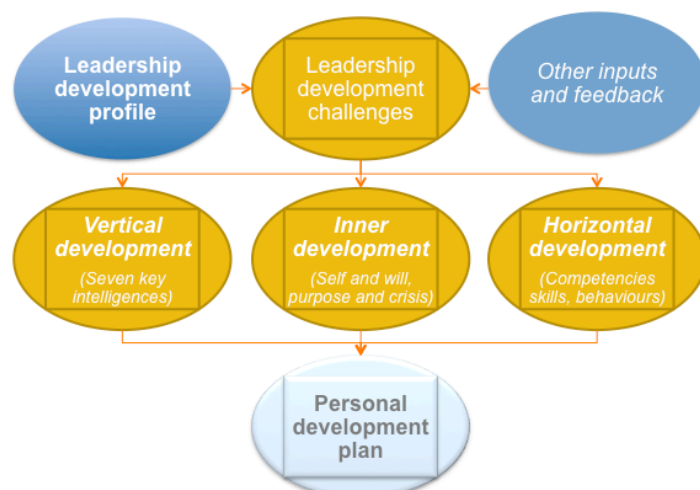 Leadership
development
profile
Leadership
development
challenges
Other inputs
and feedback
Vertical
development
(Seven key
intelligences)
Inner
development
(Self and will,
purpose and crisis)
Horizontal
development
(Competencies
skills, behaviours)
Personal
development
plan